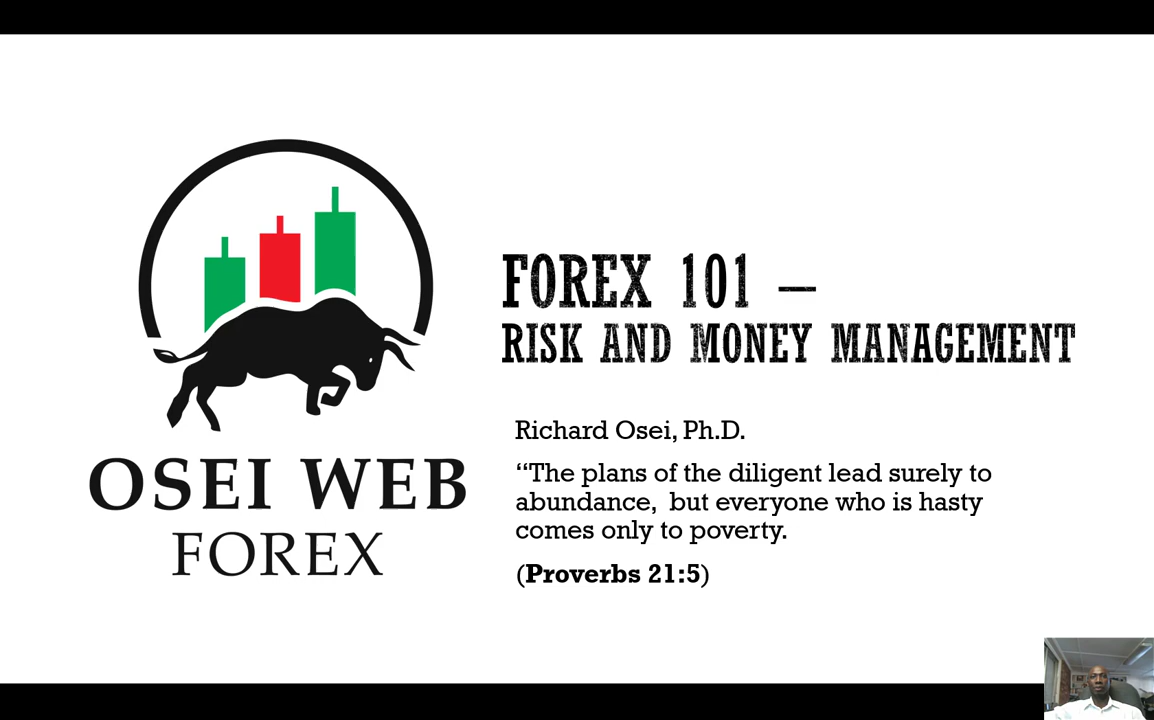 OSEI WEB
FOREX
FOREX 101 –
RISK AND MONEY MANAGEMENT
Richard Osei, Ph.D.
“The plans of the diligent lead surely to
abundance,  but everyone who is hasty
comes only to poverty.
(Proverbs 21:5)